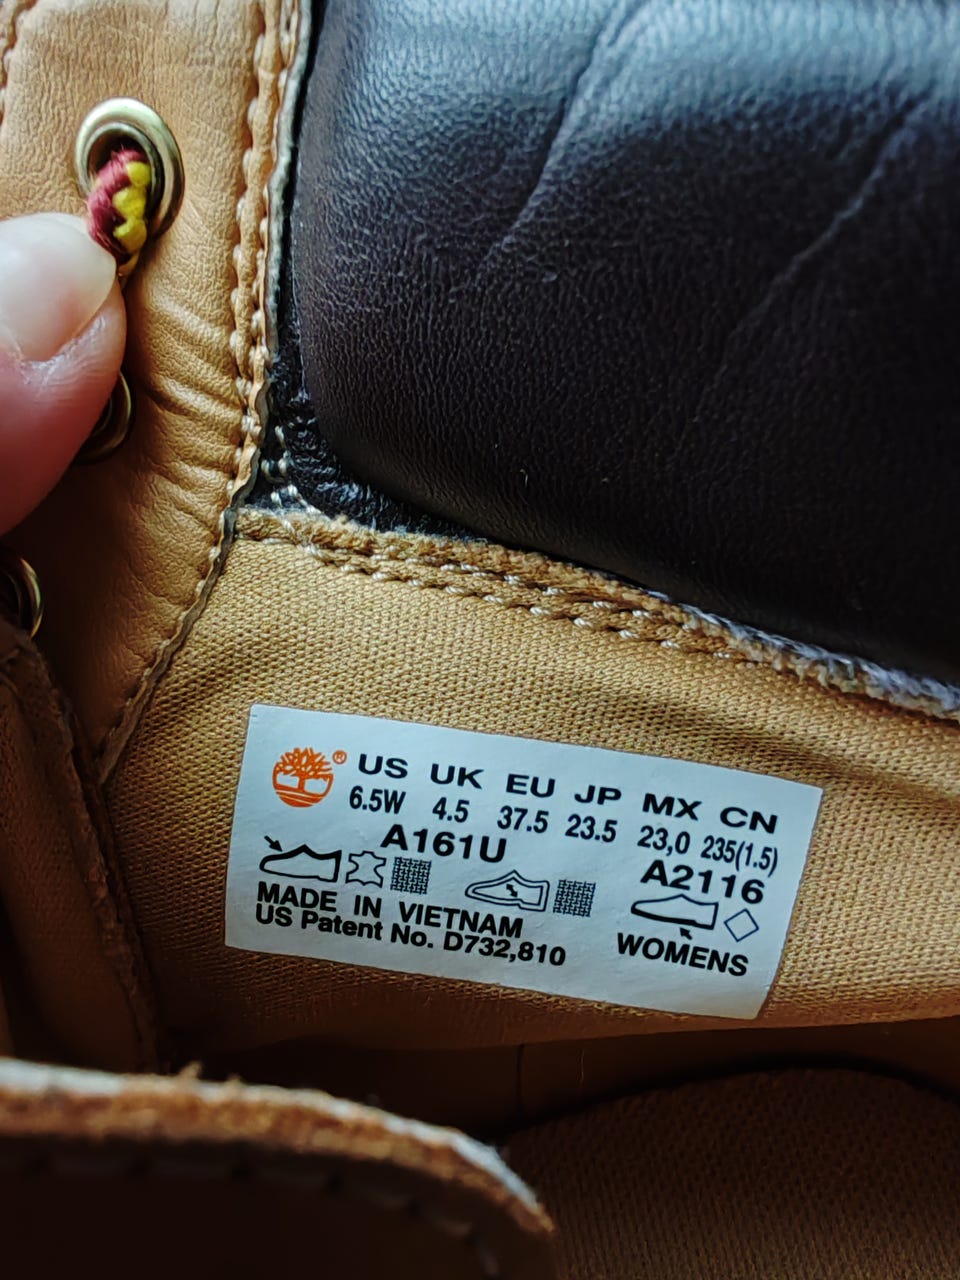 ® US UK EU JP MX CN
6.5W 4.5 37.5 23.5 23,0 235(1.5)
A161U A2116
MADE IN VIETNAM
US Patent No. D732,810
WOMENS